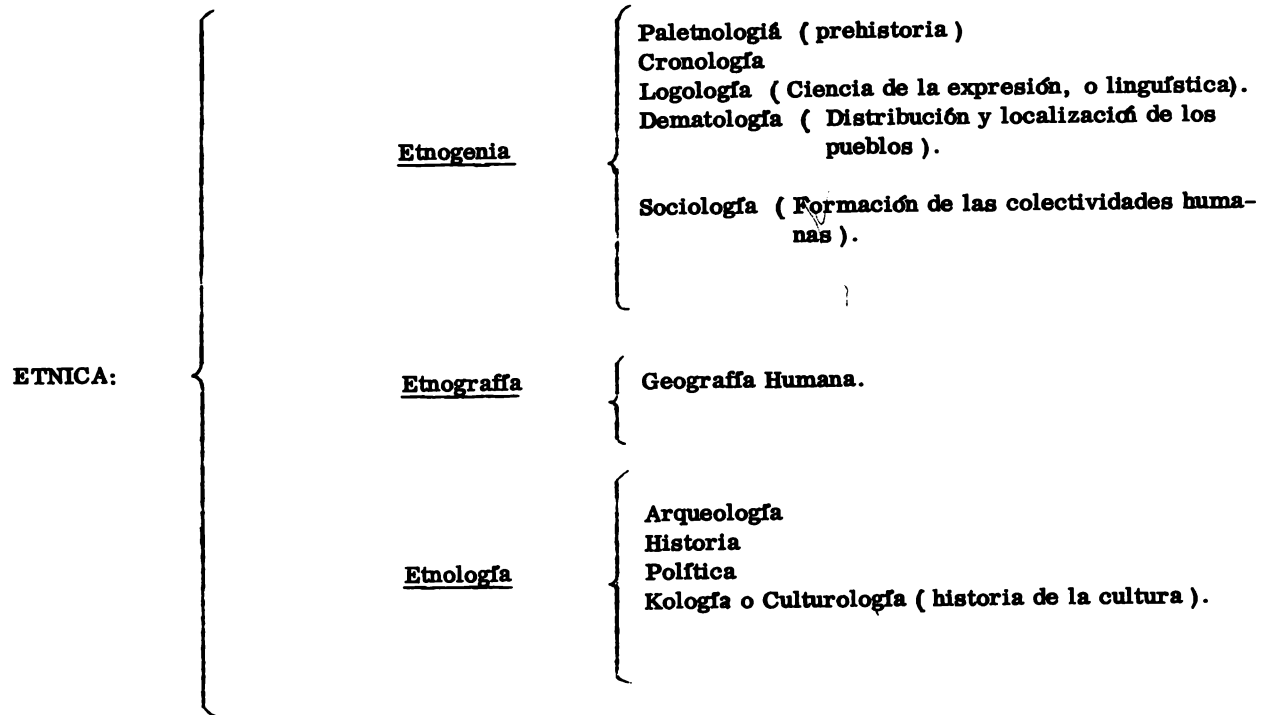 Paletnologiá ( prehistoria )
Cronología
Logología ( Ciencia de la expresión, o linguística).
Dematología ( Distribución y localización de los
pueblos ).
Etnogenia
Sociología ( Formación de las colectividades huma-
nas ).
ETNICA:
Etnografía
Geografía Humana.
Arqueología
Historia
Política
Etnología
Kología o Culturología ( historia de la cultura ).